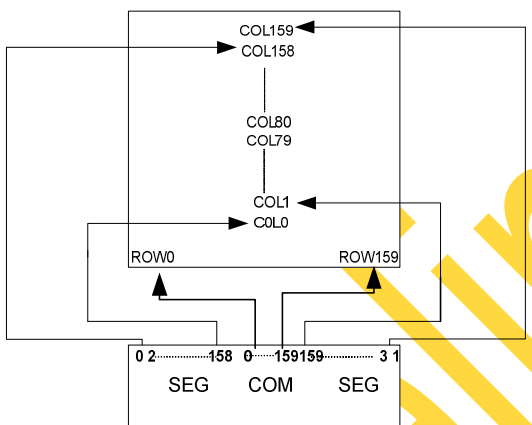 COL159
COL158
COL80
COL79
COL1
C0L0
ROW0 ROW159
0 2 158 0 159 159 3 1
SEG COM SEG